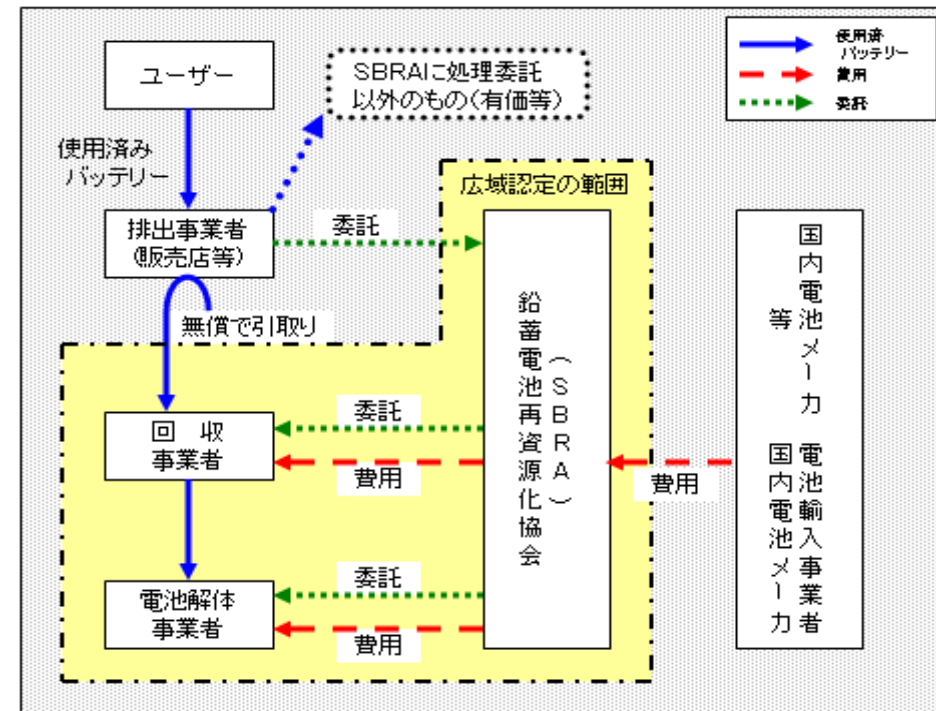 ユーザー
SBRAに処理委託
以外のもの(有価等)
使用済
バッテリー
費用
委託
使用済み
バッテリー
広域認定の範囲
排出事業者
(販売店等)
委託
無償で引取り
鉛蓄電池再資源化協会
(SBRA)
国内電池メーカ
等
電池輸入事業者
国内電池メーカ
回 収
事業者
委託
費用
費用
電池解体
事業者
委託
費用